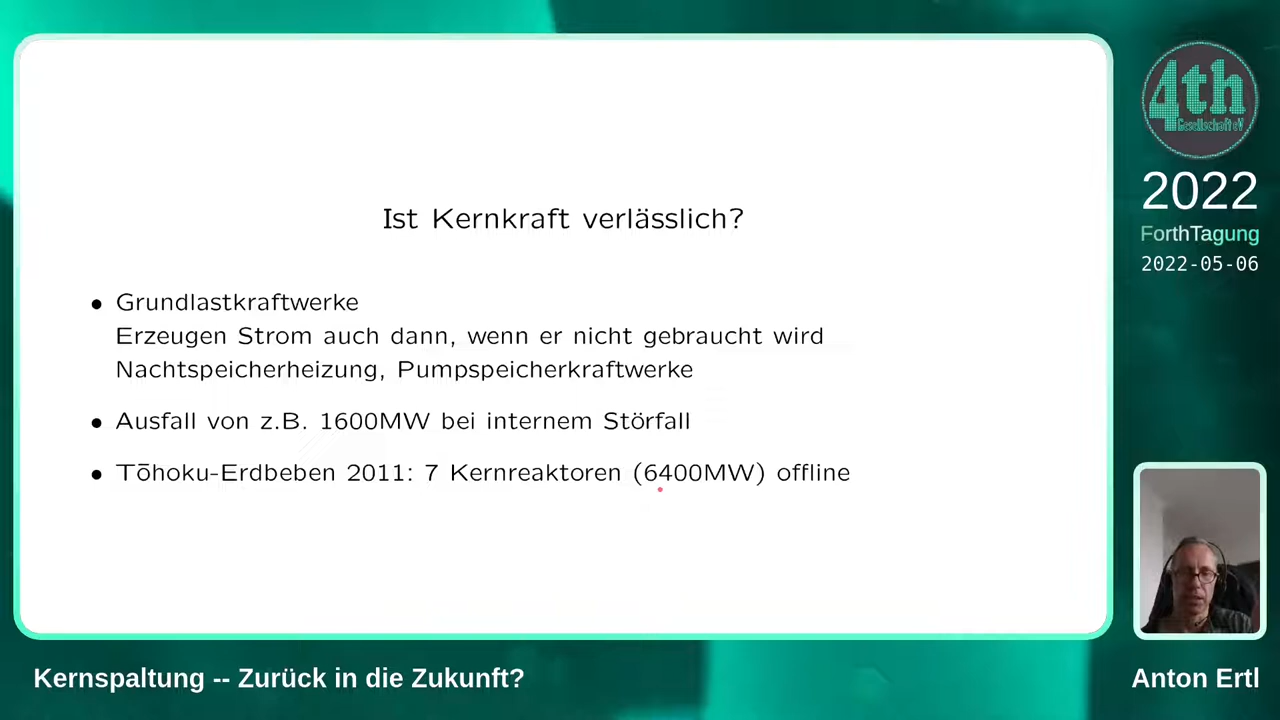 Ist Kernkraft verlässlich?
• Grundlastkraftwerke
Erzeugen Strom auch dann, wenn er nicht gebraucht wird
Nachtspeicherheizung, Pumpspeicherkraftwerke
• Ausfall von z.B. 1600MW bei internem Störfall
• Tōhoku-Erdbeben 2011: 7 Kernreaktoren (6400MW) offline
4th
Gesellschaft eV
2022
ForthTagung
2022-05-06
Kernspaltung -- Zurück in die Zukunft?
Anton Ertl